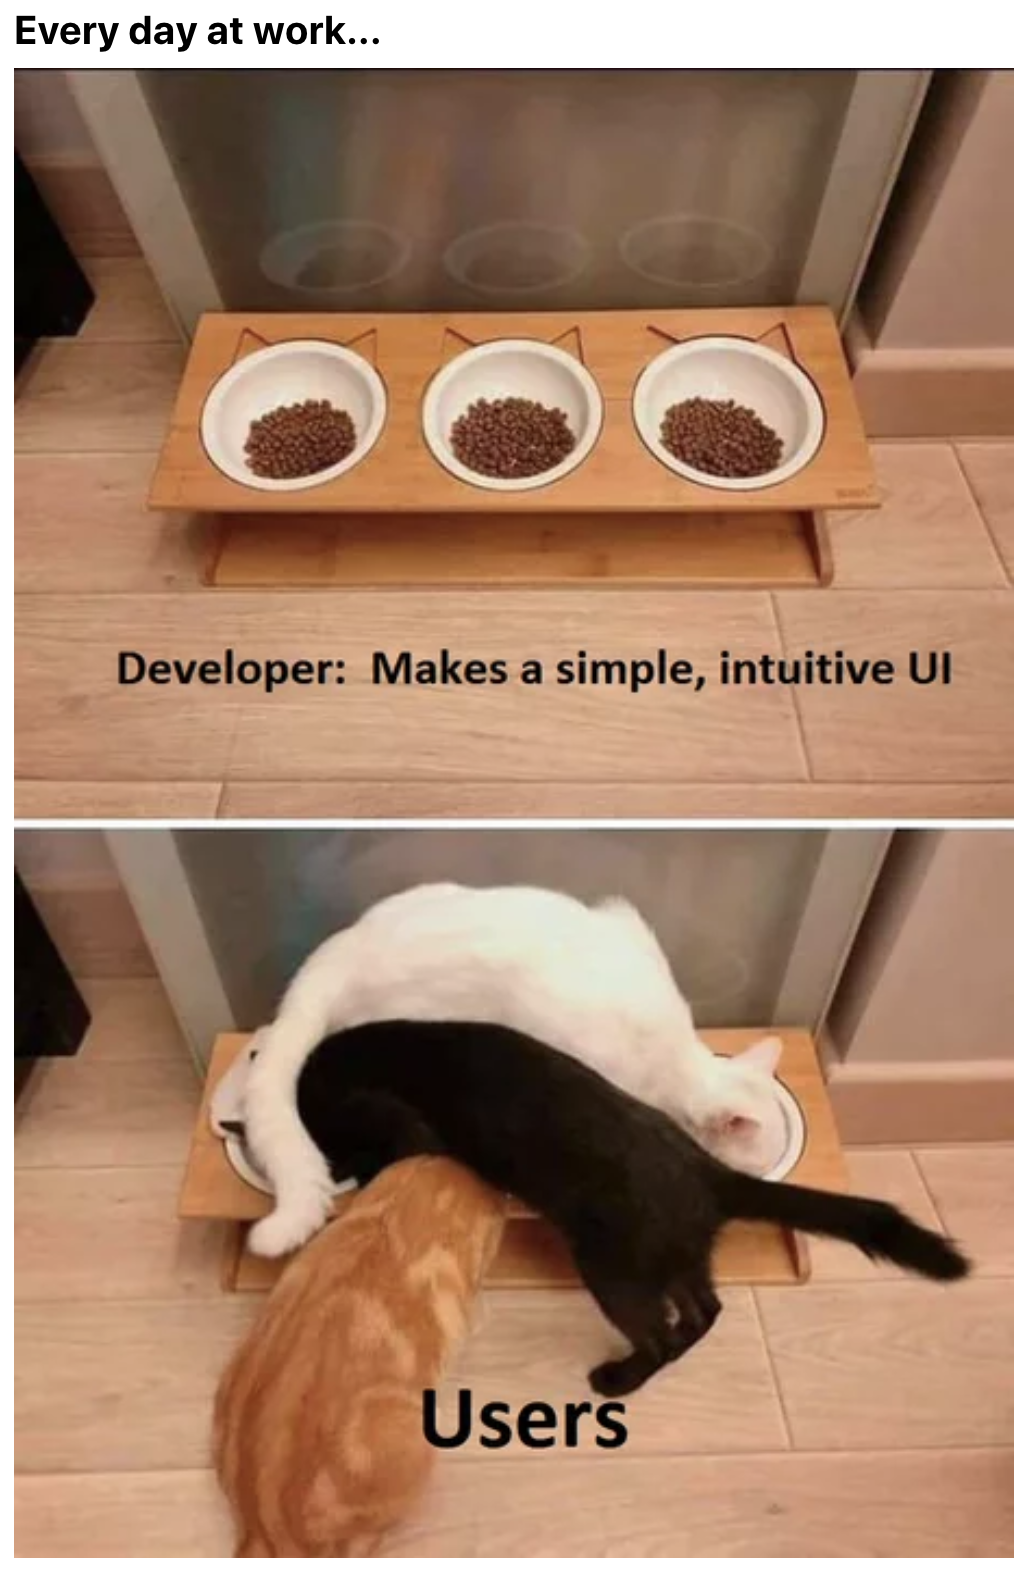 Every day at work...
Developer:  Makes a simple, intuitive UI
Users